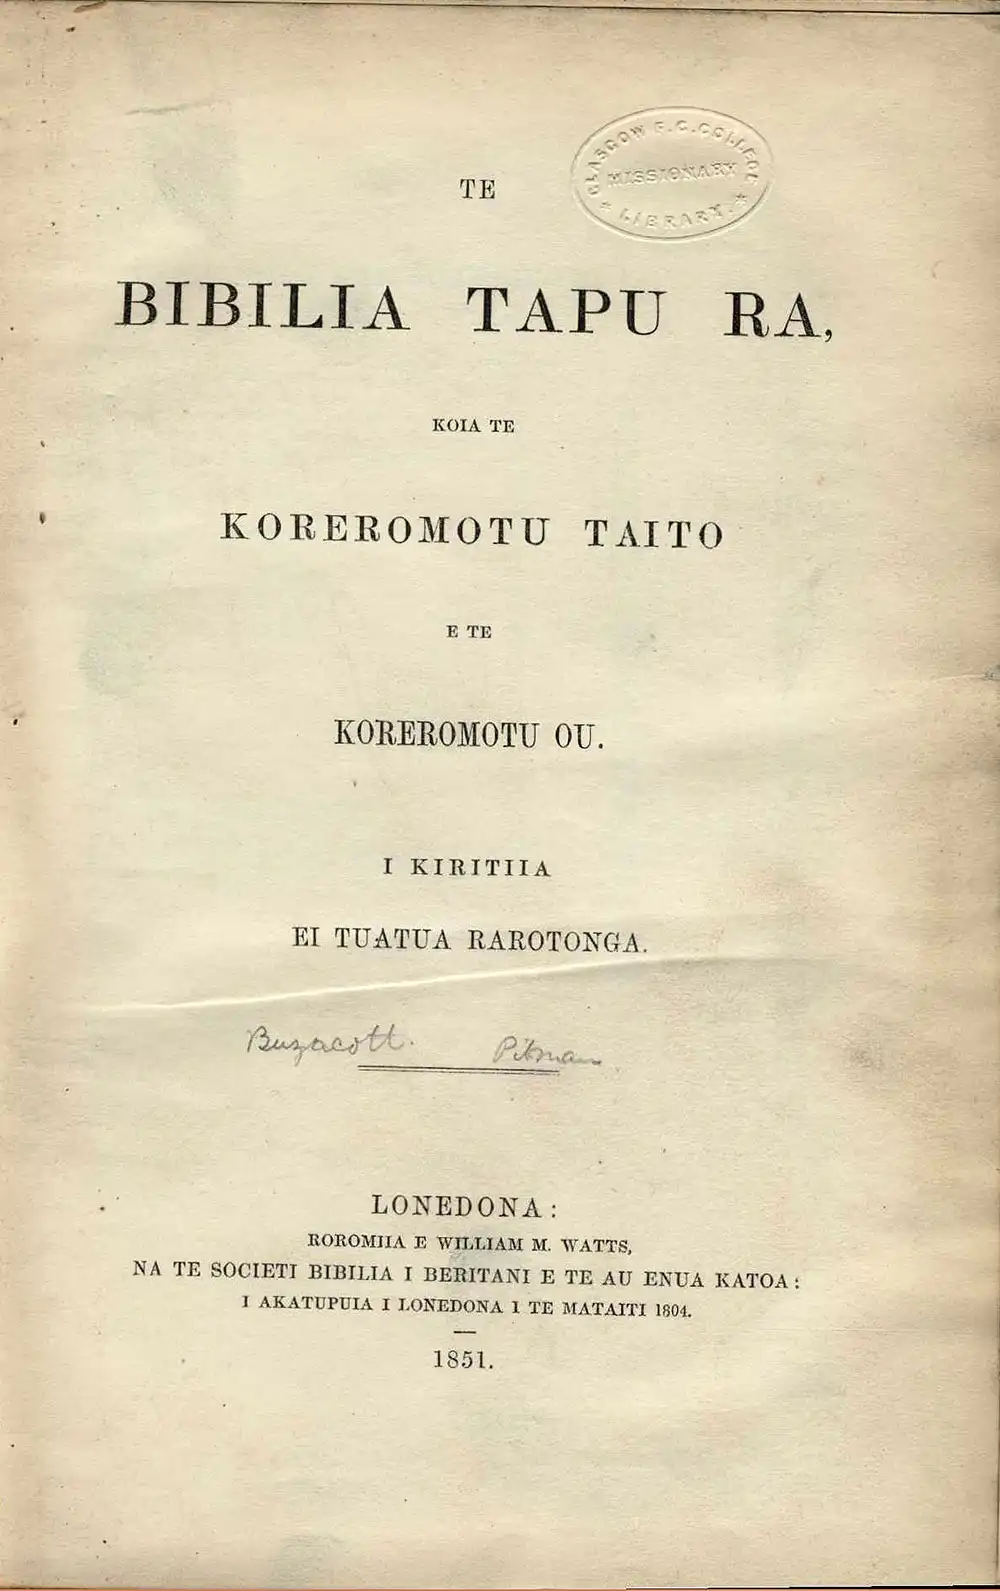 GLASGOW F.C. COLLEGE
MISSIONARY
* LIBRARY. *
TE
BIBILIA TAPU RA,
KOIA TE
KOREROMOTU TAITO
E TE
KOREROMOTU OU.
I KIRITIIA
EI TUATUA RAROTONGA.
Buzacott. Pitman
LONEDONA:
ROROMIIA E WILLIAM M. WATTS,
NA TE SOCIETI BIBILIA I BERITANI E TE AU ENUA KATOA:
I AKATUPUIA I LONEDONA I TE MATAITI 1804.
1851.